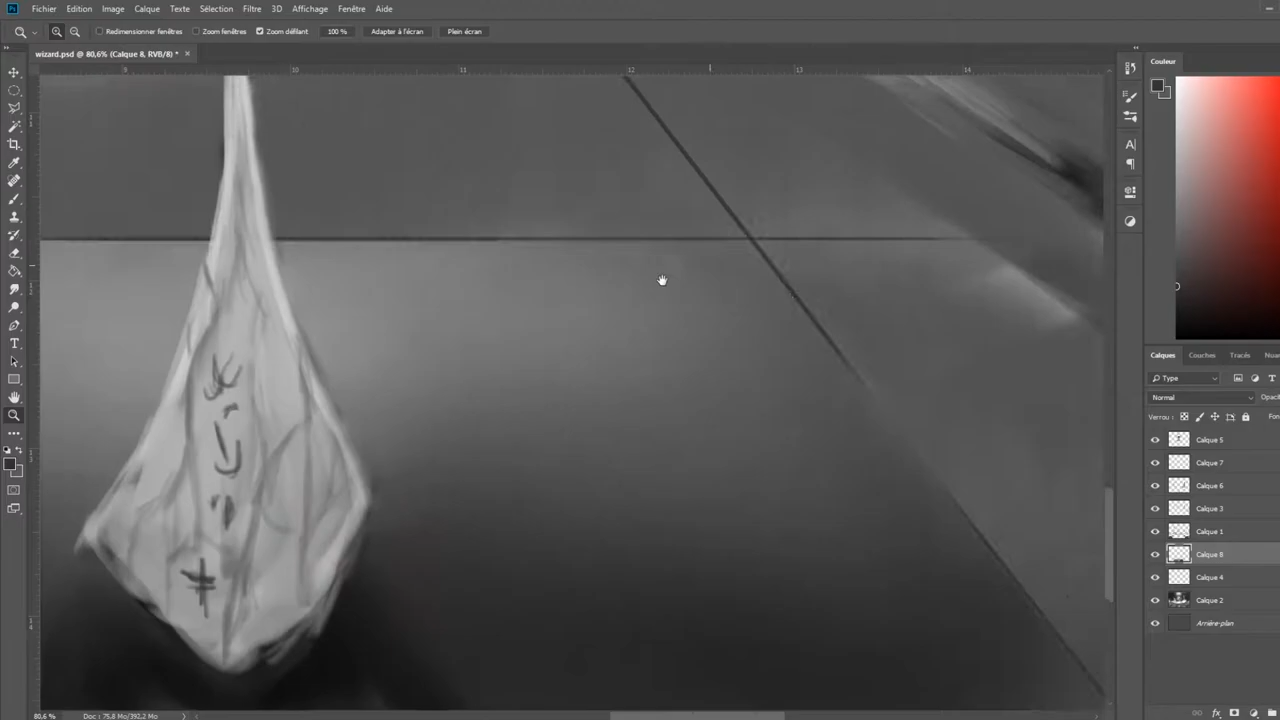 Fichier Edition Image Calque Texte Sélection Filtre 3D Affichage Fenêtre Aide
Redimensionner fenêtres Zoom fenêtres Zoom défilant 100 % Adapter à l'écran Plein écran
wizard.psd @ 80,6% (Calque 8, RVB/8) *
9 10 11 12 13 14
Couleur
Calques Couches Tracés Nuan
Type
Normal Opaci
Verrou : Fon
Calque 5
Calque 7
Calque 6
Calque 3
Calque 1
Calque 8
Calque 4
Calque 2
Arrière-plan
80,6 % Doc : 75,8 Mo/392,2 Mo